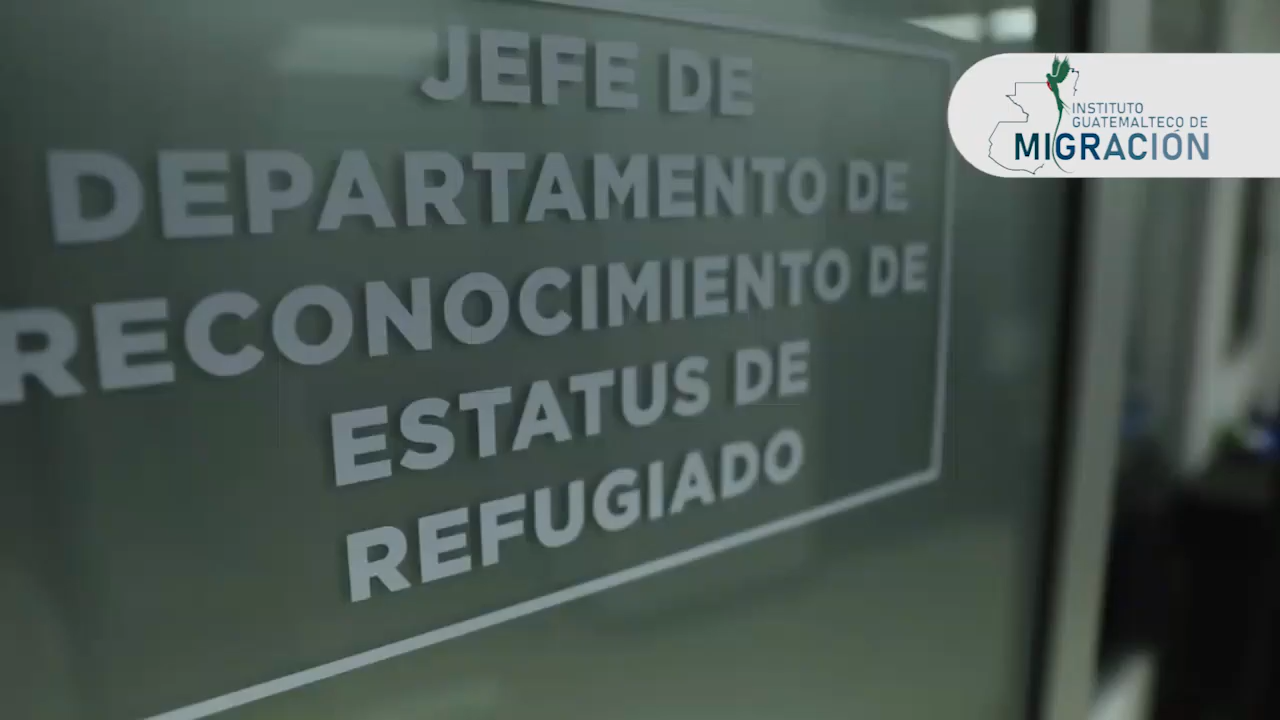 JEFE DE
DEPARTAMENTO DE
RECONOCIMIENTO DE
ESTATUS DE
REFUGIADO
INSTITUTO
GUATEMALTECO DE
MIGRACIÓN